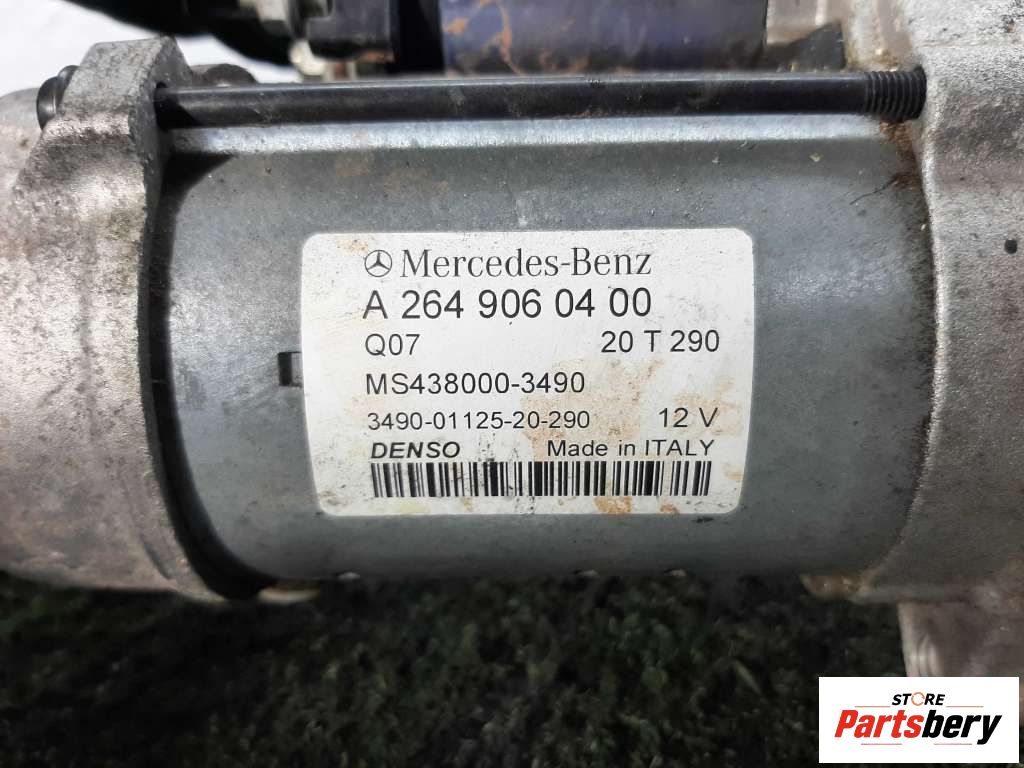 Mercedes-Benz
A 264 906 04 00
Q07 20 T 290
MS438000-3490
3490-01125-20-290 12 V
DENSO Made in ITALY
STORE
Partsbery